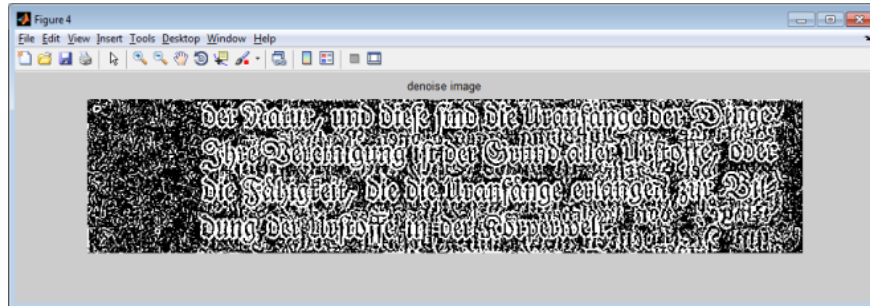 Figure 4
File Edit View Insert Tools Desktop Window Help
denoise image
der Natur, und dieße sind die Uranfänge der Dinge.
Ihre Vereinigung ist der Grund aller Urstoffe, oder
die Fähigkeit, die die Uranfänge erlangen zur Bil-
dung der Urstoffe in der Körperwelt.